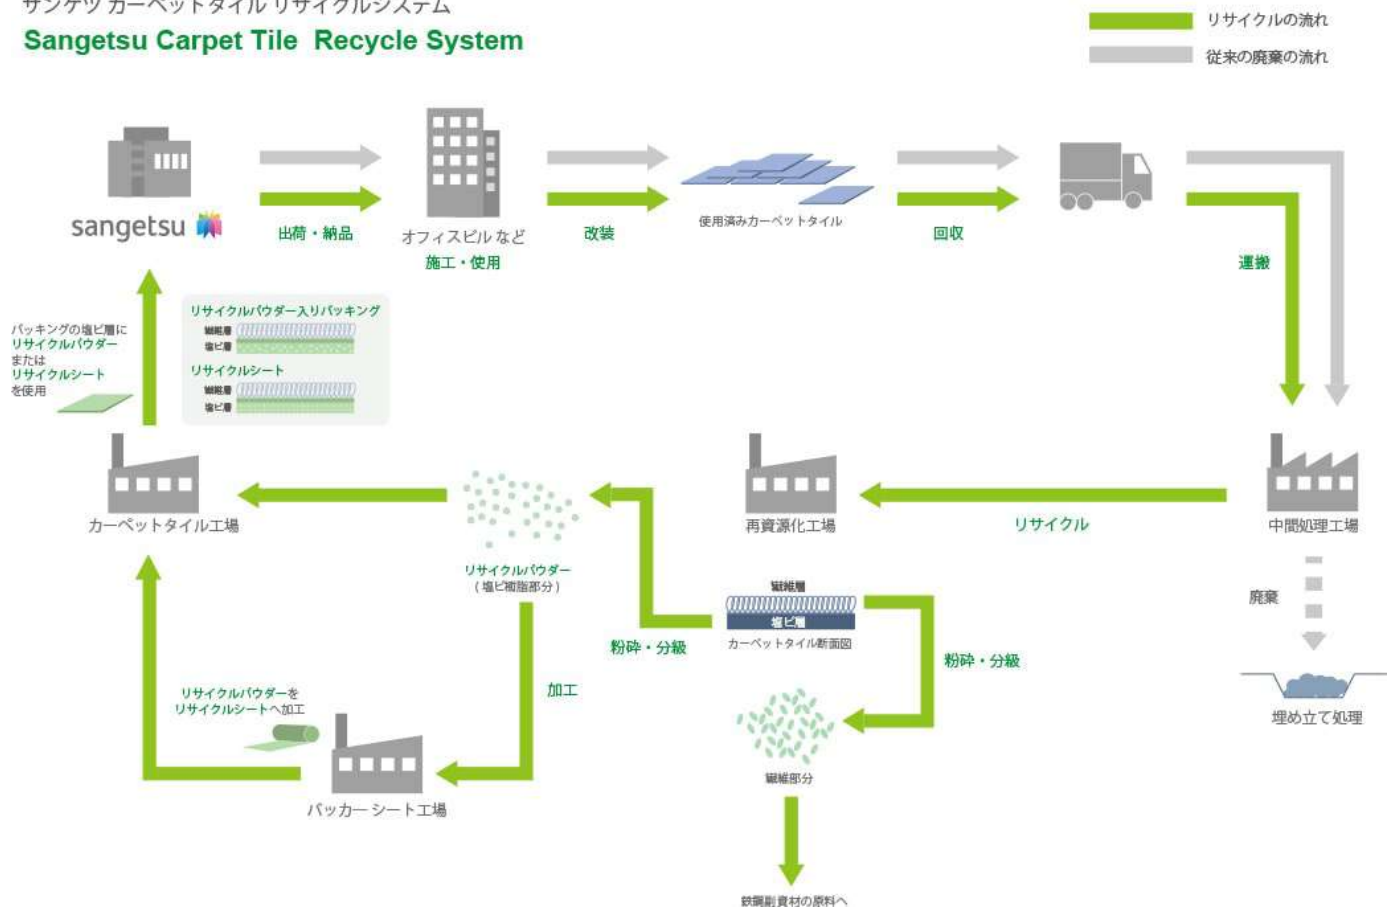 サンゲツ カーペットタイル リサイクルシステム
Sangetsu Carpet Tile Recycle System
リサイクルの流れ
従来の廃棄の流れ
sangetsu
出荷・納品
オフィスビル など
施工・使用
改装
使用済みカーペットタイル
回収
運搬
バッキングの塩ビ層に
リサイクルパウダー
または
リサイクルシート
を使用
リサイクルパウダー入りバッキング
繊維層
塩ビ層
リサイクルシート
繊維層
塩ビ層
カーペットタイル工場
リサイクルパウダー
(塩ビ樹脂部分)
再資源化工場
リサイクル
中間処理工場
廃棄
埋め立て処理
繊維層
塩ビ層
カーペットタイル断面図
粉砕・分級
粉砕・分級
加工
リサイクルパウダーを
リサイクルシートへ加工
バッカーシート工場
繊維部分
鉄鋼副資材の原料へ